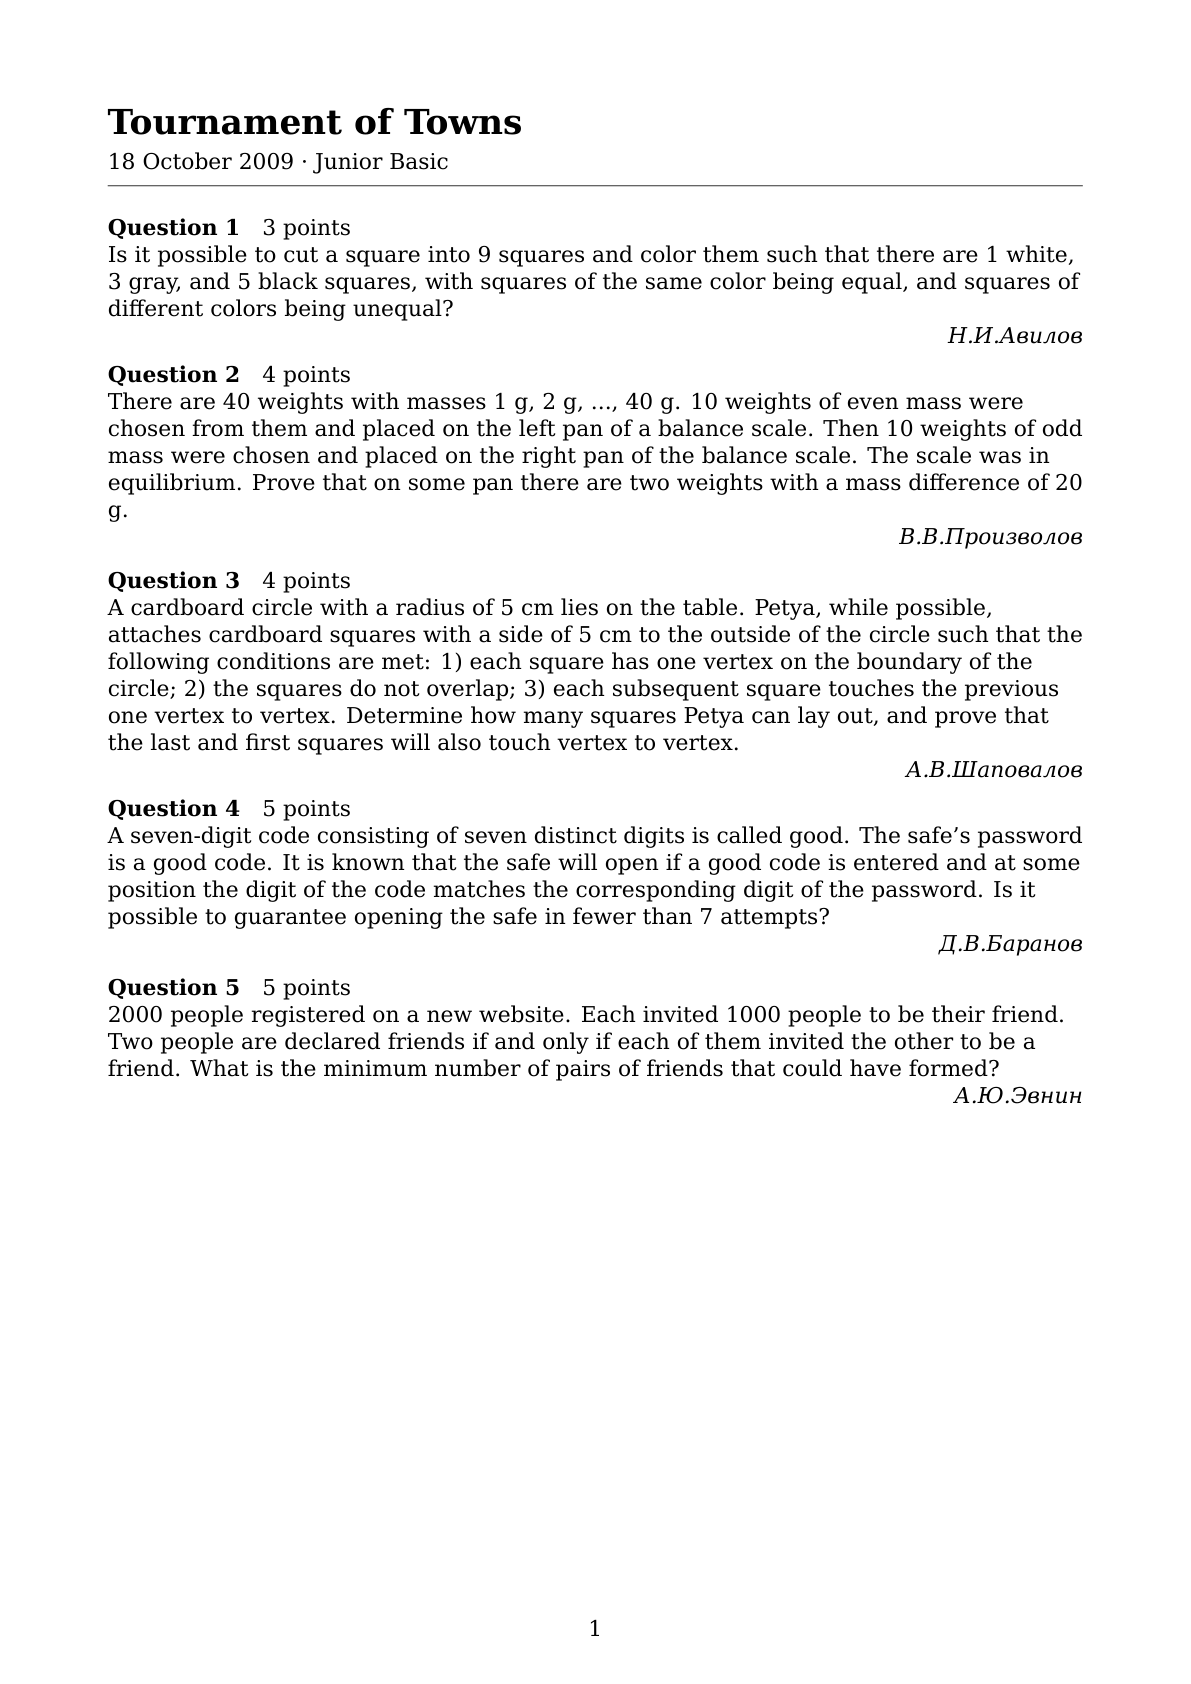 Tournament of Towns
18 October 2009 · Junior Basic
Question 1 3 points
Is it possible to cut a square into 9 squares and color them such that there are 1 white,
3 gray, and 5 black squares, with squares of the same color being equal, and squares of
different colors being unequal?
Н.И.Авилов
Question 2 4 points
There are 40 weights with masses 1 g, 2 g, ..., 40 g. 10 weights of even mass were
chosen from them and placed on the left pan of a balance scale. Then 10 weights of odd
mass were chosen and placed on the right pan of the balance scale. The scale was in
equilibrium. Prove that on some pan there are two weights with a mass difference of 20
g.
В.В.Произволов
Question 3 4 points
A cardboard circle with a radius of 5 cm lies on the table. Petya, while possible,
attaches cardboard squares with a side of 5 cm to the outside of the circle such that the
following conditions are met: 1) each square has one vertex on the boundary of the
circle; 2) the squares do not overlap; 3) each subsequent square touches the previous
one vertex to vertex. Determine how many squares Petya can lay out, and prove that
the last and first squares will also touch vertex to vertex.
А.В.Шаповалов
Question 4 5 points
A seven-digit code consisting of seven distinct digits is called good. The safe’s password
is a good code. It is known that the safe will open if a good code is entered and at some
position the digit of the code matches the corresponding digit of the password. Is it
possible to guarantee opening the safe in fewer than 7 attempts?
Д.В.Баранов
Question 5 5 points
2000 people registered on a new website. Each invited 1000 people to be their friend.
Two people are declared friends if and only if each of them invited the other to be a
friend. What is the minimum number of pairs of friends that could have formed?
А.Ю.Эвнин
1